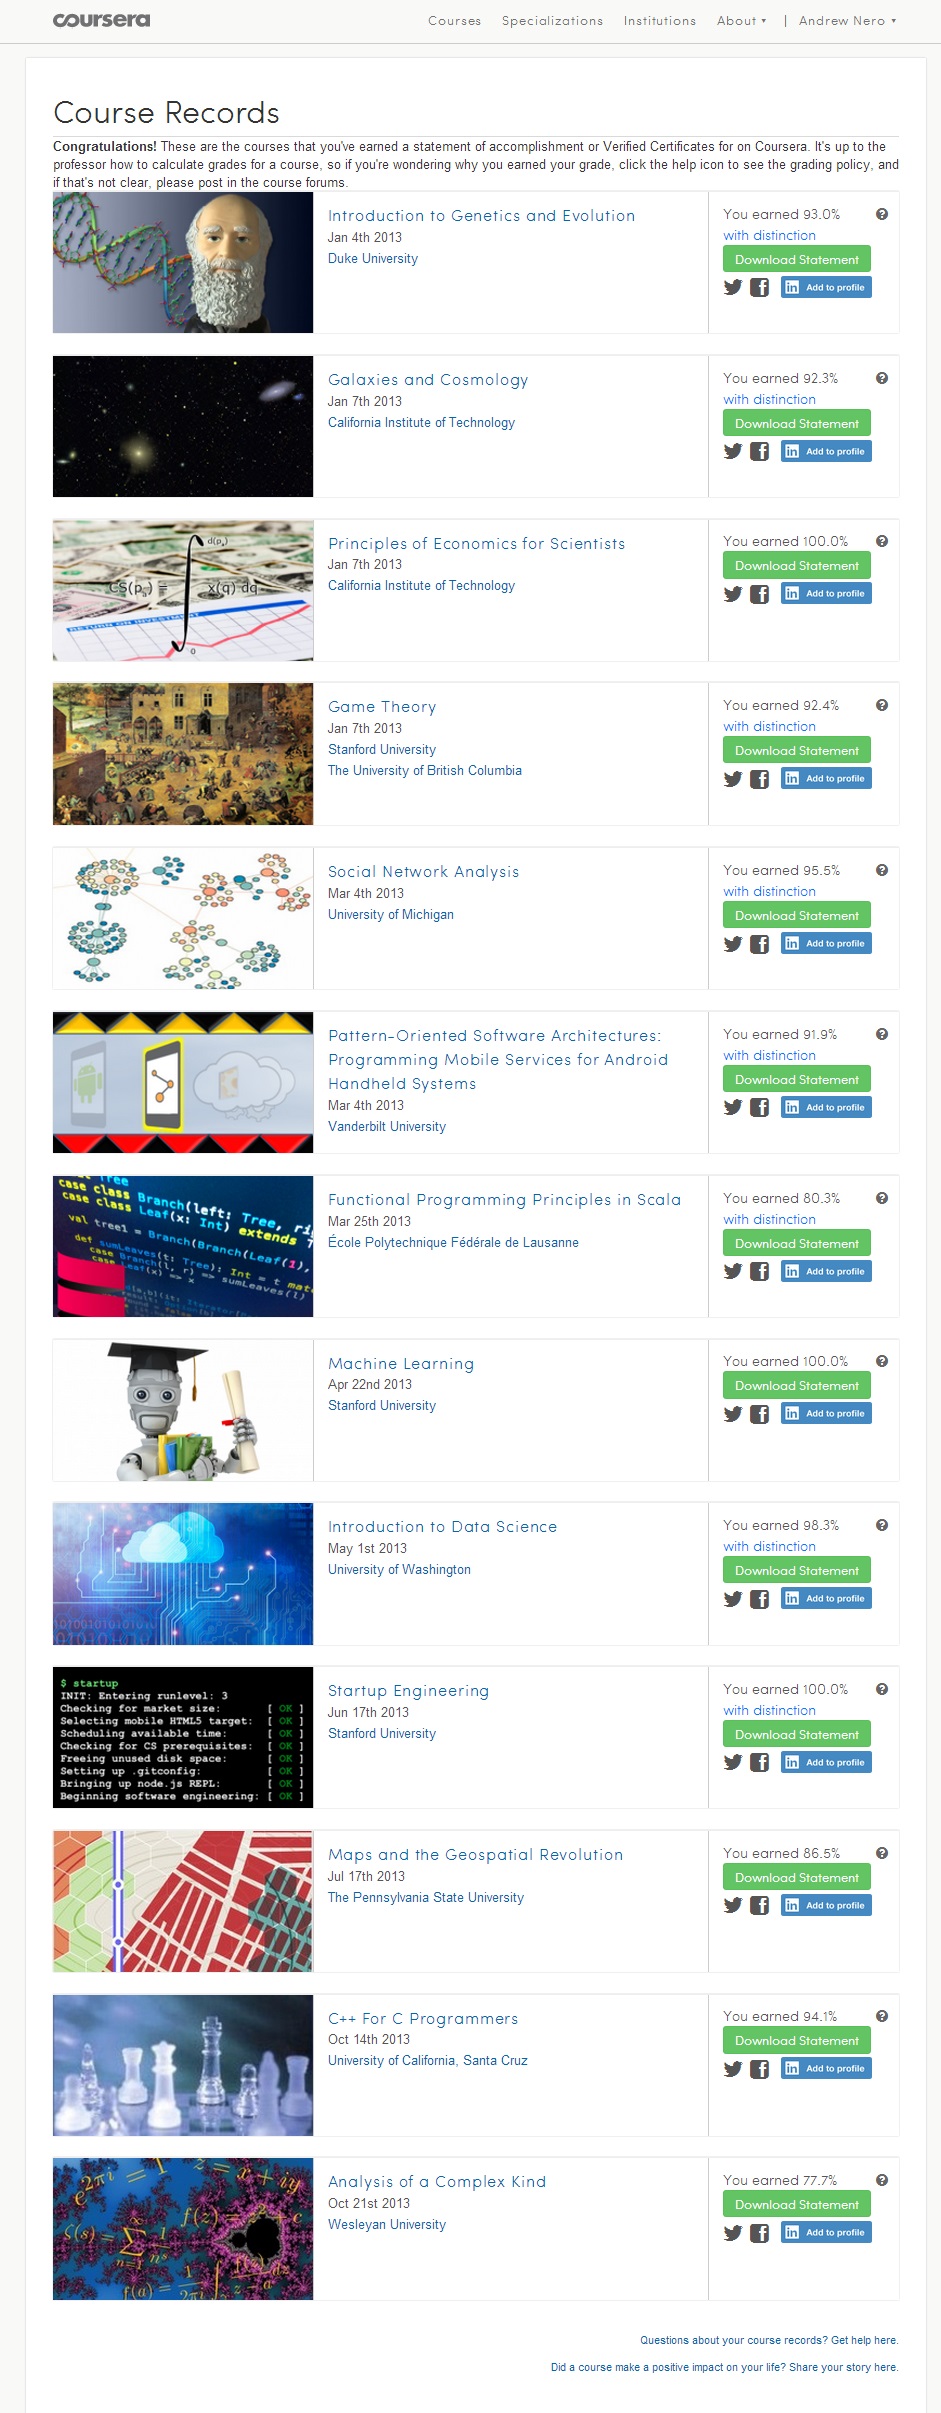 coursera
Courses Specializations Institutions About ▾ | Andrew Nero ▾
Course Records
Congratulations! These are the courses that you've earned a statement of accomplishment or Verified Certificates for on Coursera. It's up to the
professor how to calculate grades for a course, so if you're wondering why you earned your grade, click the help icon to see the grading policy, and
if that's not clear, please post in the course forums.
Introduction to Genetics and Evolution
Jan 4th 2013
Duke University
You earned 93.0%
with distinction
Download Statement
Add to profile
Galaxies and Cosmology
Jan 7th 2013
California Institute of Technology
You earned 92.3%
with distinction
Download Statement
Add to profile
d(pₐ)
CS(pₐ) = x(q) dq
0
RETURN ON INVESTMENT
Principles of Economics for Scientists
Jan 7th 2013
California Institute of Technology
You earned 100.0%
Download Statement
Add to profile
Game Theory
Jan 7th 2013
Stanford University
The University of British Columbia
You earned 92.4%
with distinction
Download Statement
Add to profile
Social Network Analysis
Mar 4th 2013
University of Michigan
You earned 95.5%
with distinction
Download Statement
Add to profile
Pattern-Oriented Software Architectures:
Programming Mobile Services for Android
Handheld Systems
Mar 4th 2013
Vanderbilt University
You earned 91.9%
with distinction
Download Statement
Add to profile
Tree
case class Branch(left: Tree,
case class Leaf(x: Int) extends
val tree1 = Branch(Branch(Leaf(1),
def sumLeaves(t: Tree): Int = t
case Branch(l, r) => sumLeaves(l)
case Leaf(x) => x
Functional Programming Principles in Scala
Mar 25th 2013
École Polytechnique Fédérale de Lausanne
You earned 80.3%
with distinction
Download Statement
Add to profile
Machine Learning
Apr 22nd 2013
Stanford University
You earned 100.0%
Download Statement
Add to profile
Introduction to Data Science
May 1st 2013
University of Washington
You earned 98.3%
with distinction
Download Statement
Add to profile
$ startup
INIT: Entering runlevel: 3
Checking for market size: [ OK ]
Selecting mobile HTML5 target: [ OK ]
Scheduling available time: [ OK ]
Checking for CS prerequisites: [ OK ]
Freeing unused disk space: [ OK ]
Setting up .gitconfig: [ OK ]
Bringing up node.js REPL: [ OK ]
Beginning software engineering: [ OK ]
Startup Engineering
Jun 17th 2013
Stanford University
You earned 100.0%
with distinction
Download Statement
Add to profile
Maps and the Geospatial Revolution
Jul 17th 2013
The Pennsylvania State University
You earned 86.5%
Download Statement
Add to profile
C++ For C Programmers
Oct 14th 2013
University of California, Santa Cruz
You earned 94.1%
Download Statement
Add to profile
Analysis of a Complex Kind
Oct 21st 2013
Wesleyan University
You earned 77.7%
Download Statement
Add to profile
Questions about your course records? Get help here.
Did a course make a positive impact on your life? Share your story here.